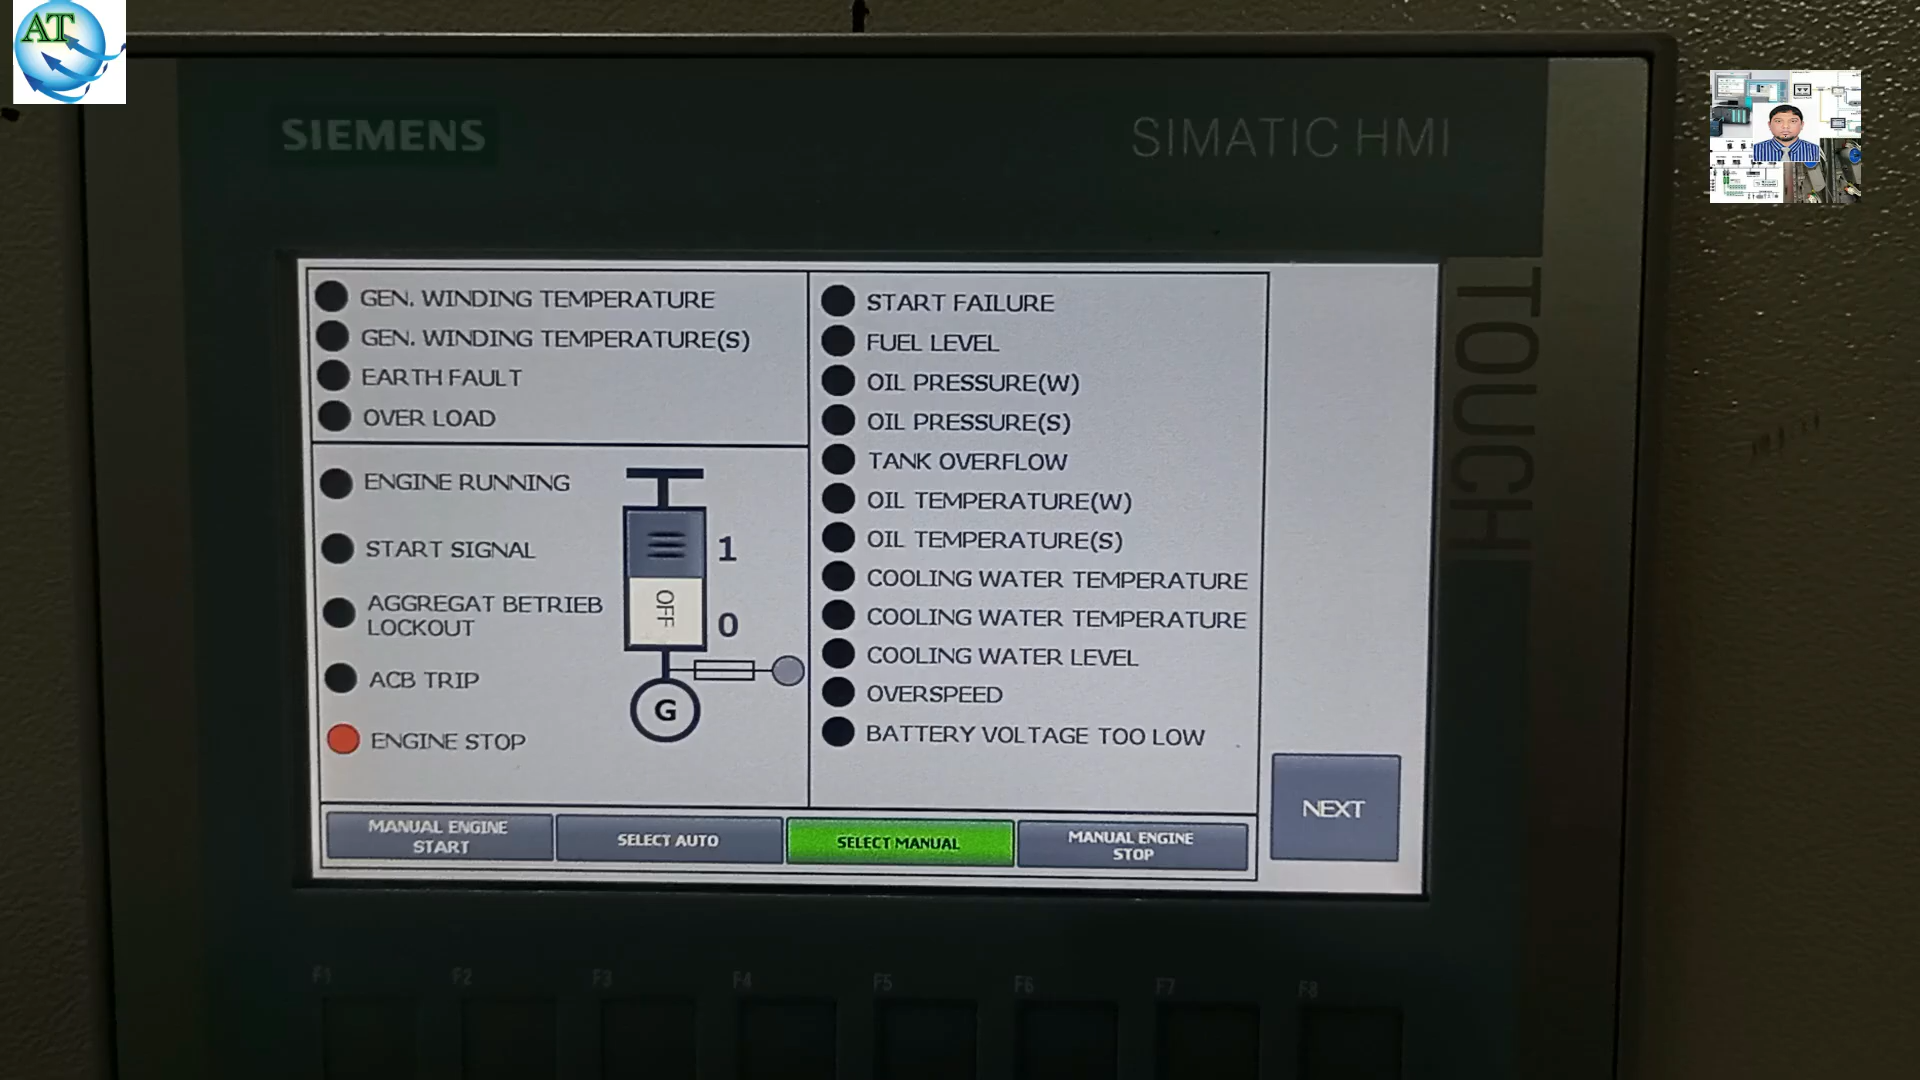 AT
SIEMENS
SIMATIC HMI
TOUCH
GEN. WINDING TEMPERATURE
GEN. WINDING TEMPERATURE(S)
EARTH FAULT
OVER LOAD
ENGINE RUNNING
START SIGNAL
AGGREGAT BETRIEB
LOCKOUT
ACB TRIP
ENGINE STOP
1
OFF
0
G
START FAILURE
FUEL LEVEL
OIL PRESSURE(W)
OIL PRESSURE(S)
TANK OVERFLOW
OIL TEMPERATURE(W)
OIL TEMPERATURE(S)
COOLING WATER TEMPERATURE
COOLING WATER TEMPERATURE
COOLING WATER LEVEL
OVERSPEED
BATTERY VOLTAGE TOO LOW
NEXT
MANUAL ENGINE
START
SELECT AUTO
SELECT MANUAL
MANUAL ENGINE
STOP
F1 F2 F3 F4 F5 F6 F7 F8